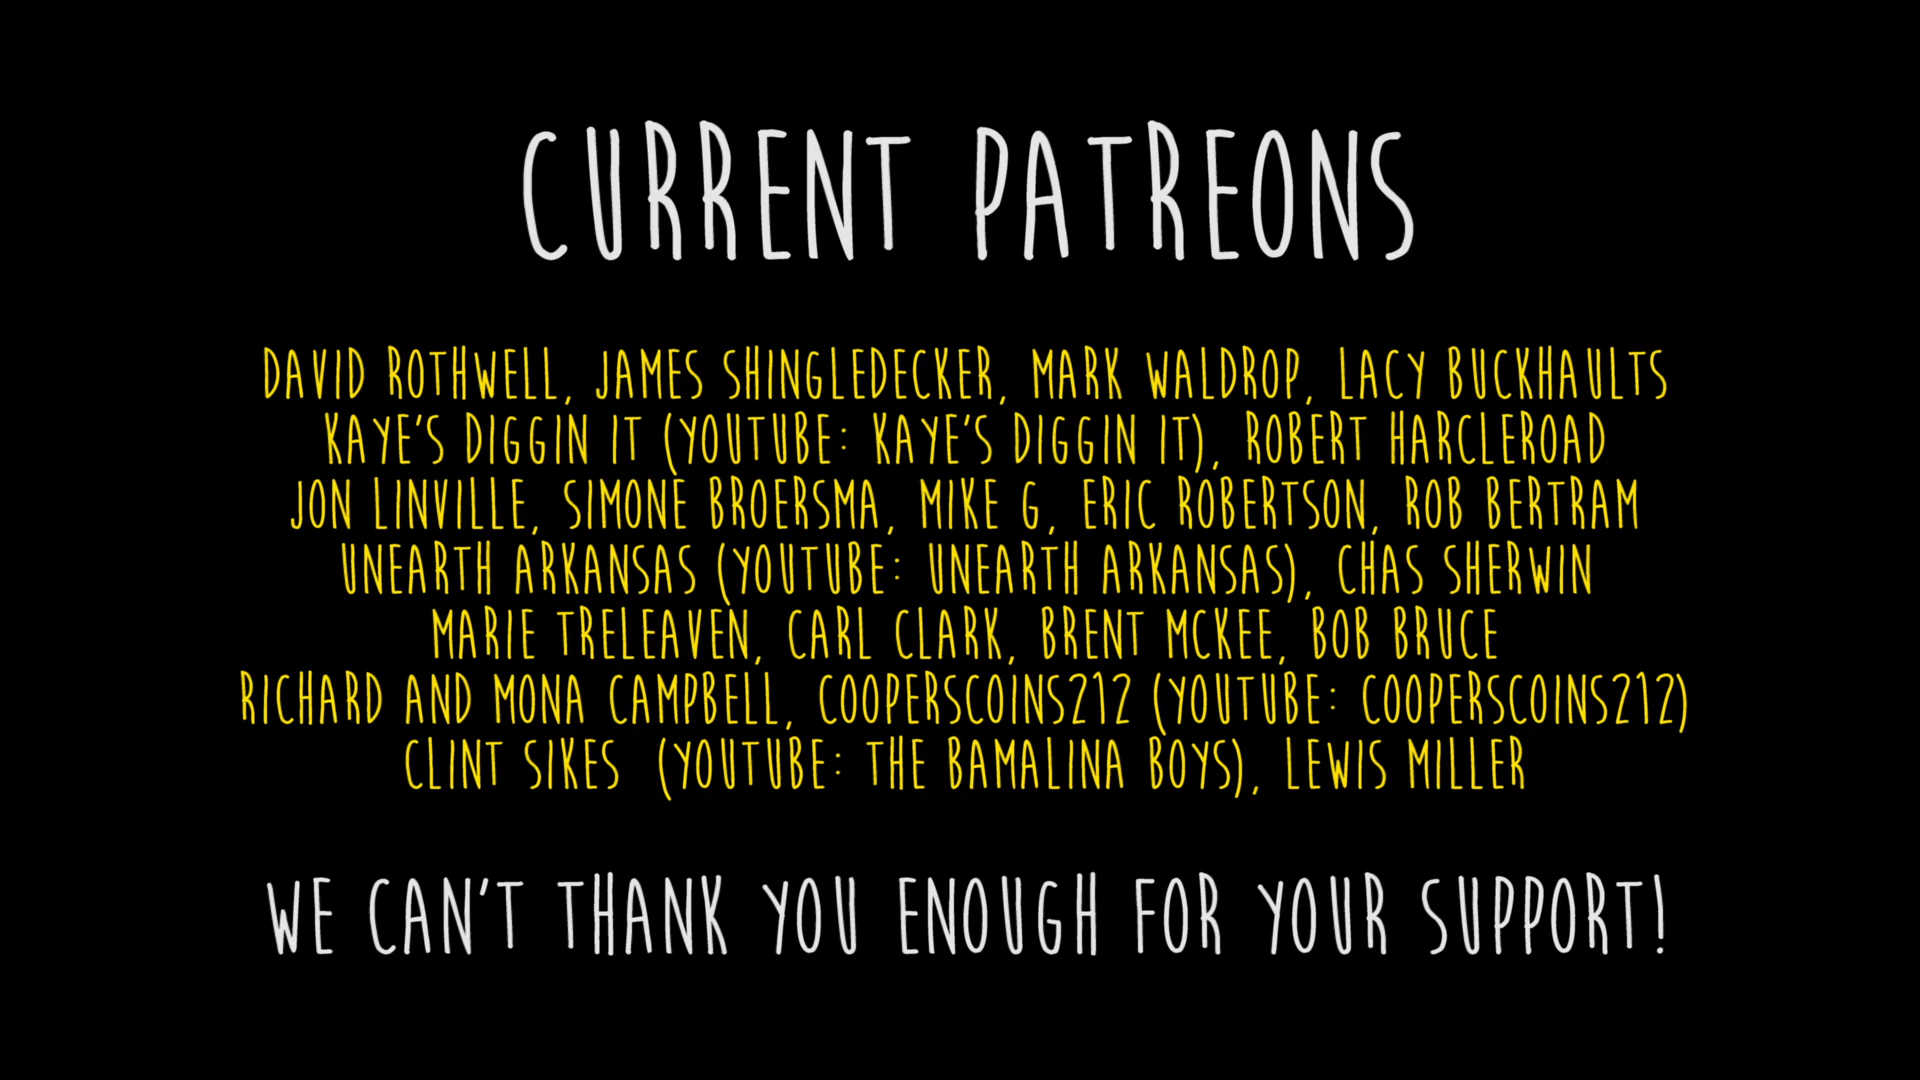 CURRENT PATREONS
DAVID ROTHWELL, JAMES SHINGLEDECKER, MARK WALDROP, LACY BUCKHAULTS
KAYE'S DIGGIN IT (YOUTUBE: KAYE'S DIGGIN IT), ROBERT HARCLEROAD
JON LINVILLE, SIMONE BROERSMA, MIKE G, ERIC ROBERTSON, ROB BERTRAM
UNEARTH ARKANSAS (YOUTUBE: UNEARTH ARKANSAS), CHAS SHERWIN
MARIE TRELEAVEN, CARL CLARK, BRENT MCKEE, BOB BRUCE
RICHARD AND MONA CAMPBELL, COOPERSCOINS212 (YOUTUBE: COOPERSCOINS212)
CLINT SIKES (YOUTUBE: THE BAMALINA BOYS), LEWIS MILLER
WE CAN'T THANK YOU ENOUGH FOR YOUR SUPPORT!